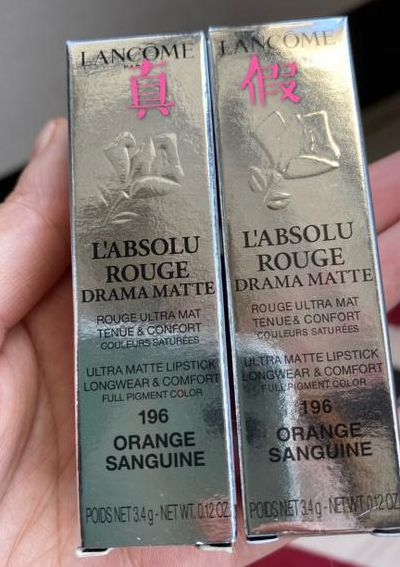 LANCÔME
PARIS
真
L'ABSOLU
ROUGE
DRAMA MATTE
ROUGE ULTRA MAT
TENUE & CONFORT
COULEURS SATURÉES
ULTRA MATTE LIPSTICK
LONGWEAR & COMFORT
FULL PIGMENT COLOR
196
ORANGE
SANGUINE
POIDS NET 3.4 g - NET WT. 0.12 OZ
LANCÔME
假
L'ABSOLU
ROUGE
DRAMA MATTE
ROUGE ULTRA MAT
TENUE & CONFORT
COULEURS SATURÉES
ULTRA MATTE LIPSTICK
LONGWEAR & COMFORT
FULL PIGMENT COLOR
196
ORANGE
SANGUINE
POIDS NET 3.4 g - NET WT. 0.12 OZ